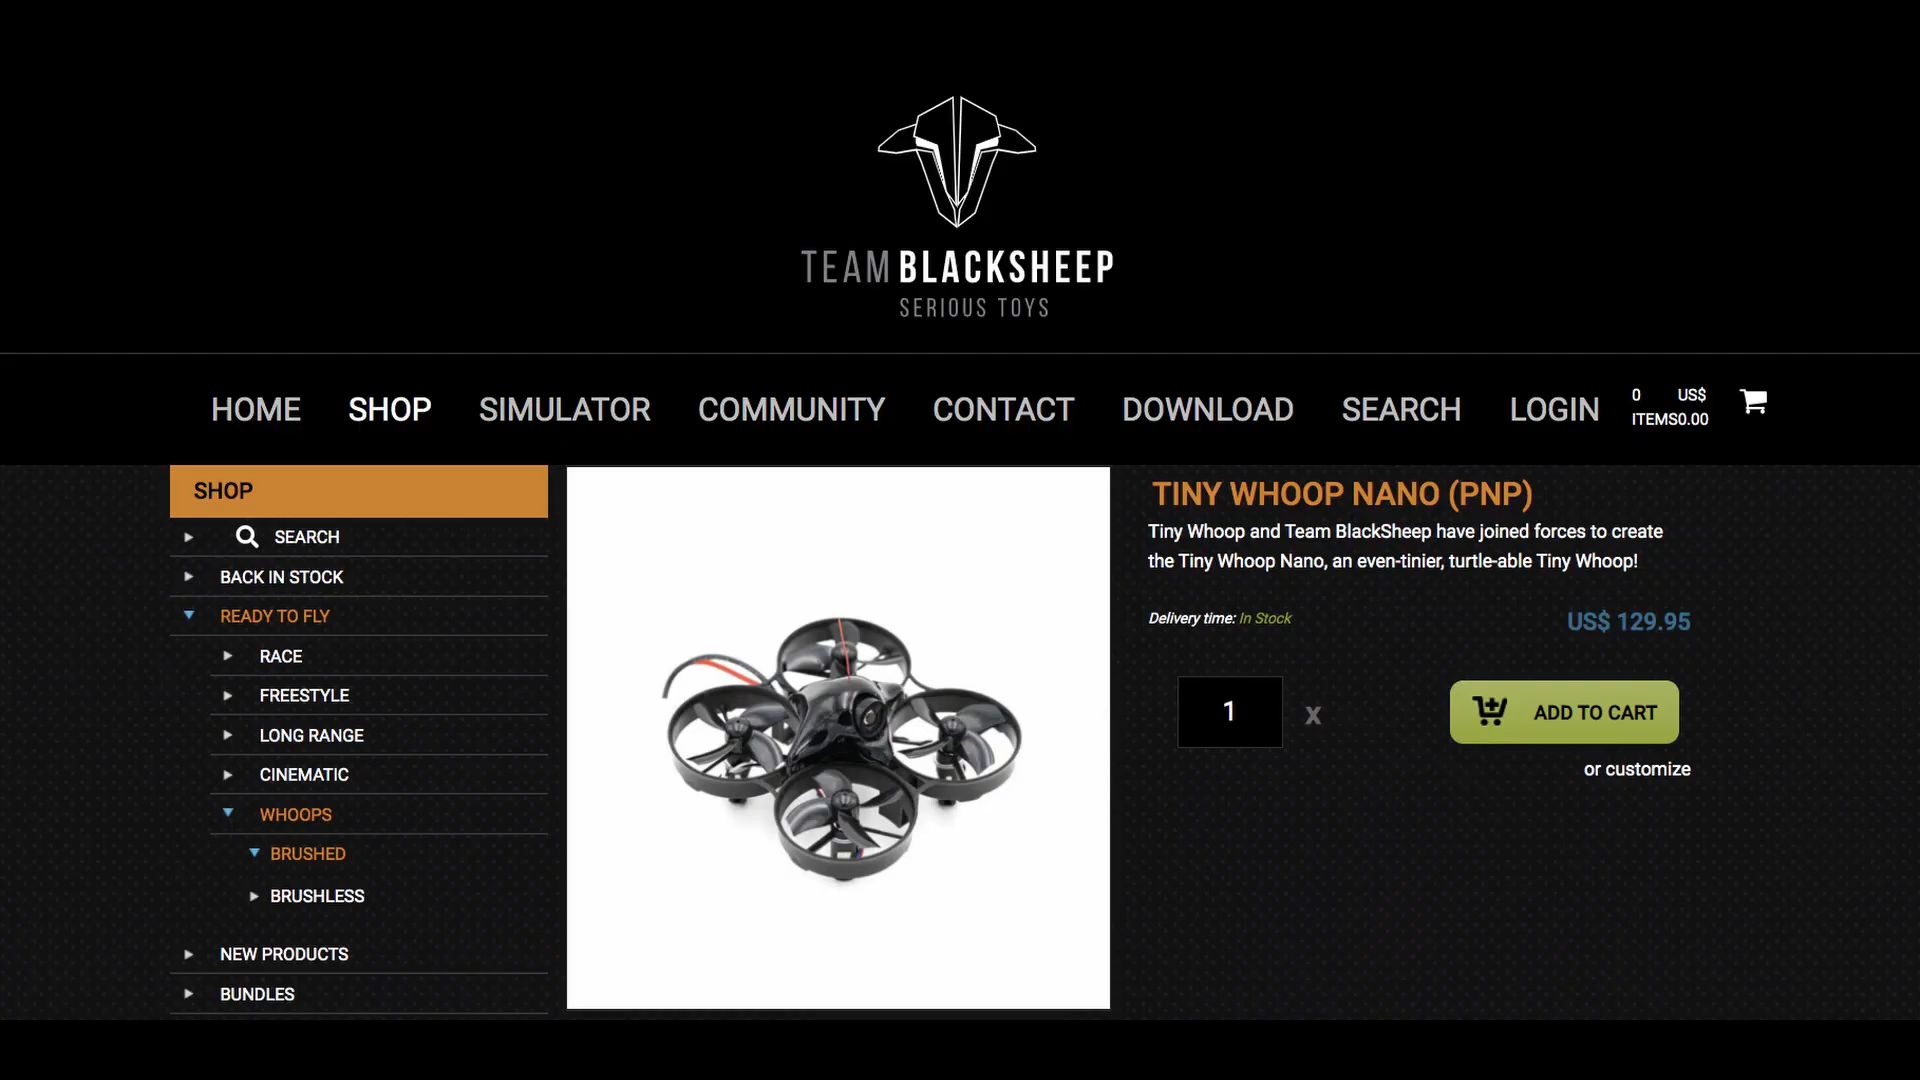 TEAM BLACKSHEEP
SERIOUS TOYS
HOME SHOP SIMULATOR COMMUNITY CONTACT DOWNLOAD SEARCH LOGIN
0 US$
ITEMS0.00
SHOP
SEARCH
BACK IN STOCK
READY TO FLY
RACE
FREESTYLE
LONG RANGE
CINEMATIC
WHOOPS
BRUSHED
BRUSHLESS
NEW PRODUCTS
BUNDLES
TINY WHOOP NANO (PNP)
Tiny Whoop and Team BlackSheep have joined forces to create
the Tiny Whoop Nano, an even-tinier, turtle-able Tiny Whoop!
Delivery time: In Stock
US$ 129.95
1 x
ADD TO CART
or customize